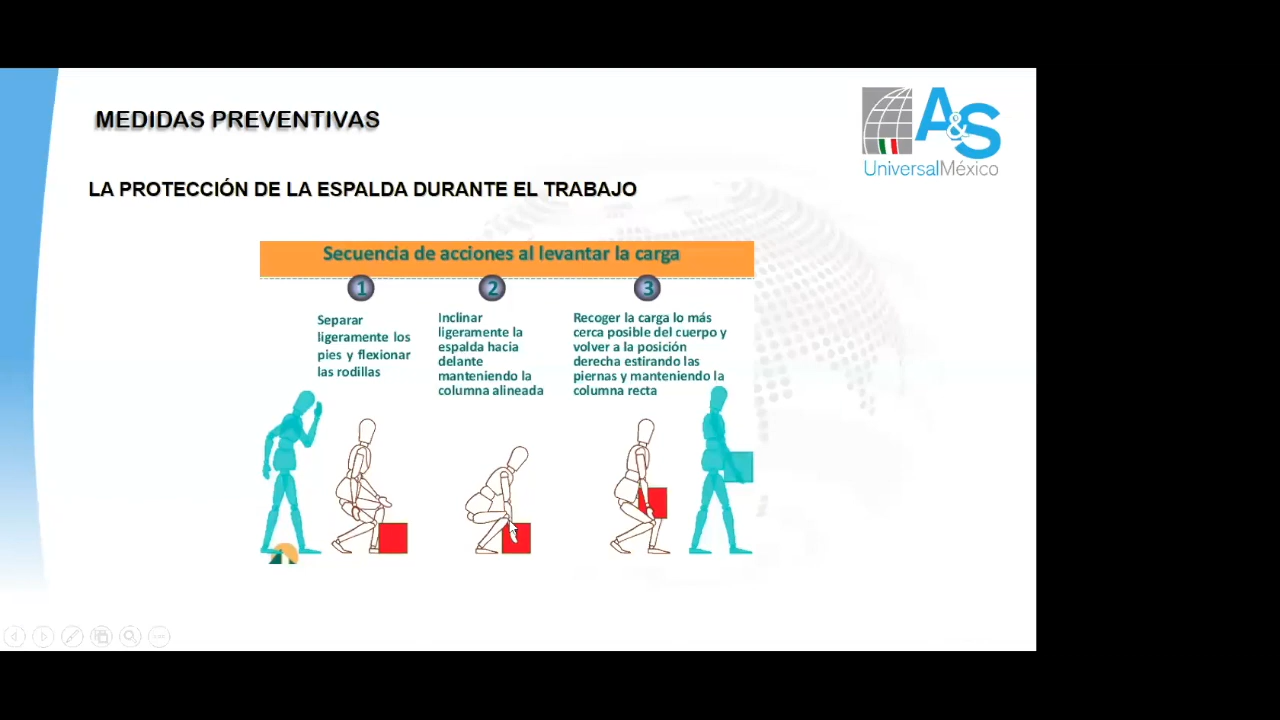 MEDIDAS PREVENTIVAS
A&S
UniversalMéxico
LA PROTECCIÓN DE LA ESPALDA DURANTE EL TRABAJO
Secuencia de acciones al levantar la carga
1
Separar
ligeramente los
pies y flexionar
las rodillas
2
Inclinar
ligeramente la
espalda hacia
delante
manteniendo la
columna alineada
3
Recoger la carga lo más
cerca posible del cuerpo y
volver a la posición
derecha estirando las
piernas y manteniendo la
columna recta